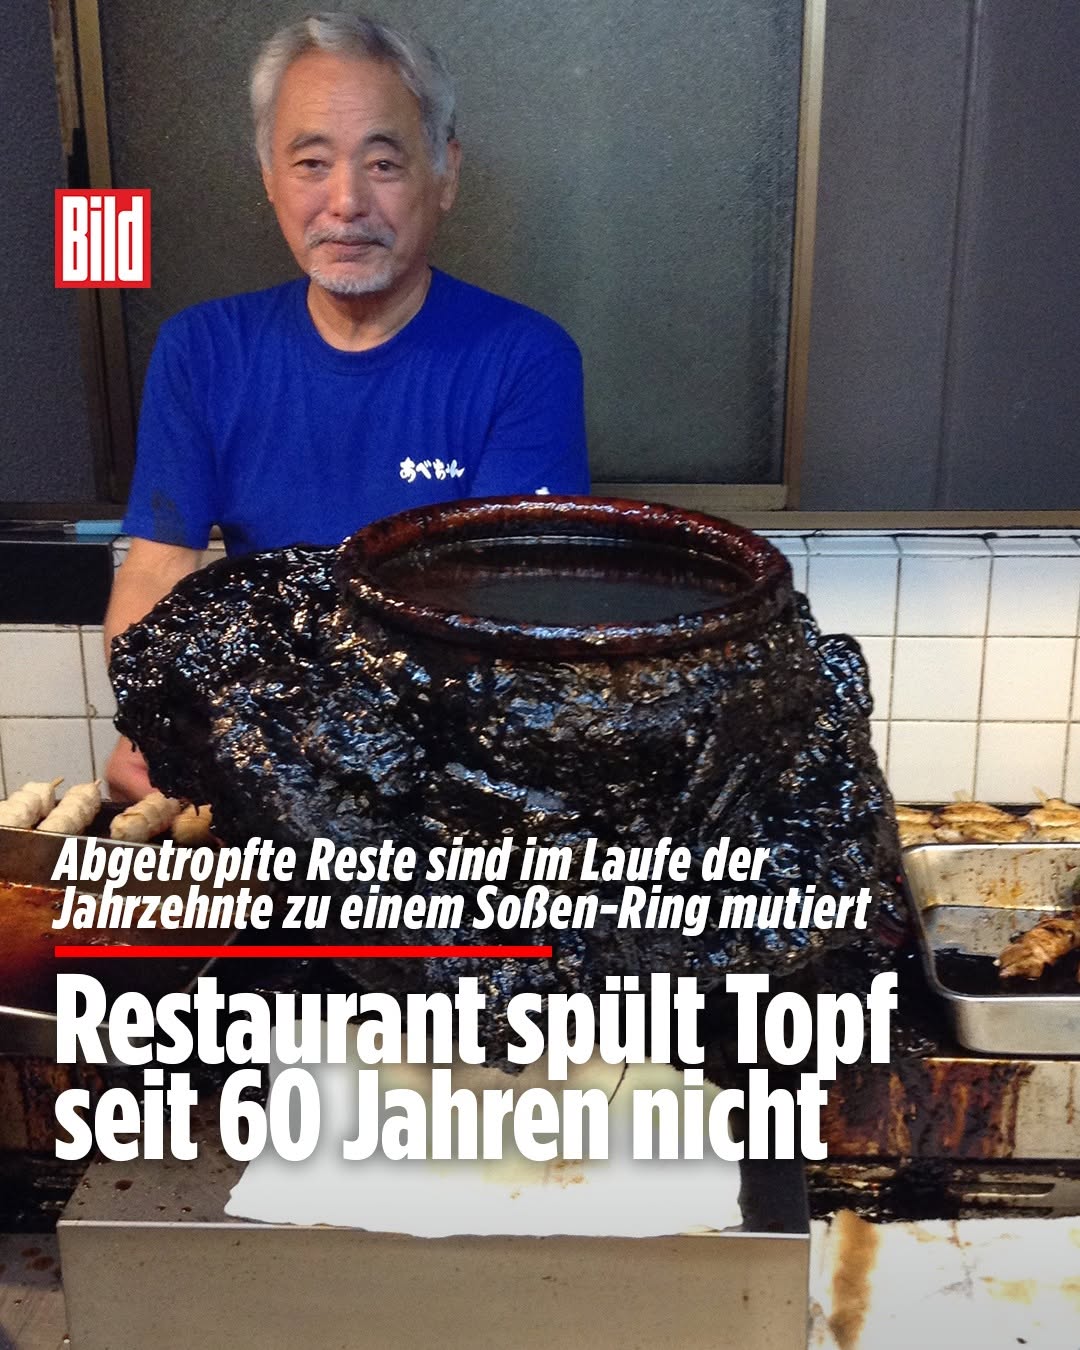 Bild
あべちゃん
Abgetropfte Reste sind im Laufe der
Jahrzehnte zu einem Soßen-Ring mutiert
Restaurant spült Topf
seit 60 Jahren nicht